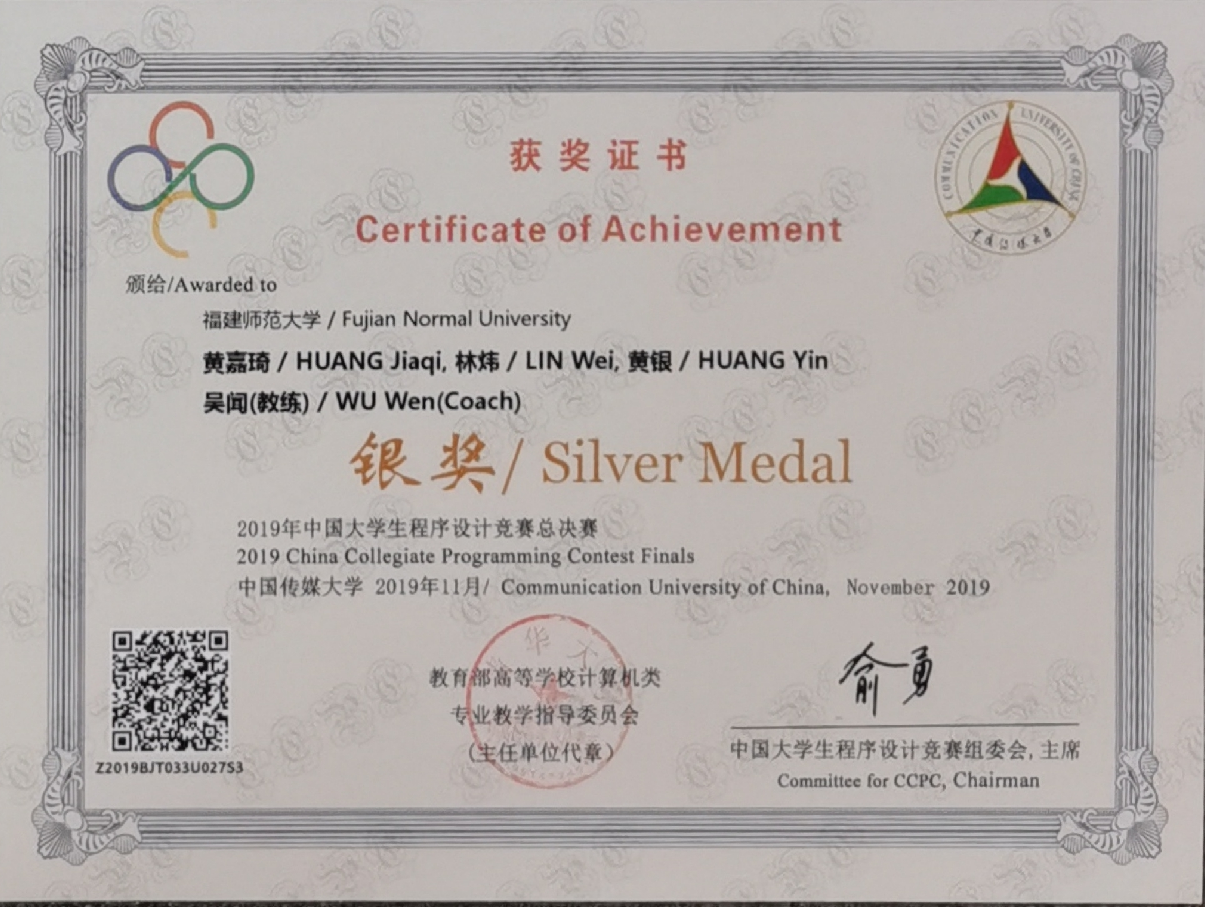 获奖证书
Certificate of Achievement
COMMUNICATION UNIVERSITY OF CHINA
中国传媒大学
颁给/Awarded to
福建师范大学 / Fujian Normal University
黄嘉琦 / HUANG Jiaqi, 林炜 / LIN Wei, 黄银 / HUANG Yin
吴闻(教练) / WU Wen(Coach)
银奖/ Silver Medal
2019年中国大学生程序设计竞赛总决赛
2019 China Collegiate Programming Contest Finals
中国传媒大学 2019年11月/ Communication University of China, November 2019
Z2019BJT033U027S3
华大
教育部高等学校计算机类
专业教学指导委员会
(主任单位代章)
俞勇
中国大学生程序设计竞赛组委会, 主席
Committee for CCPC, Chairman